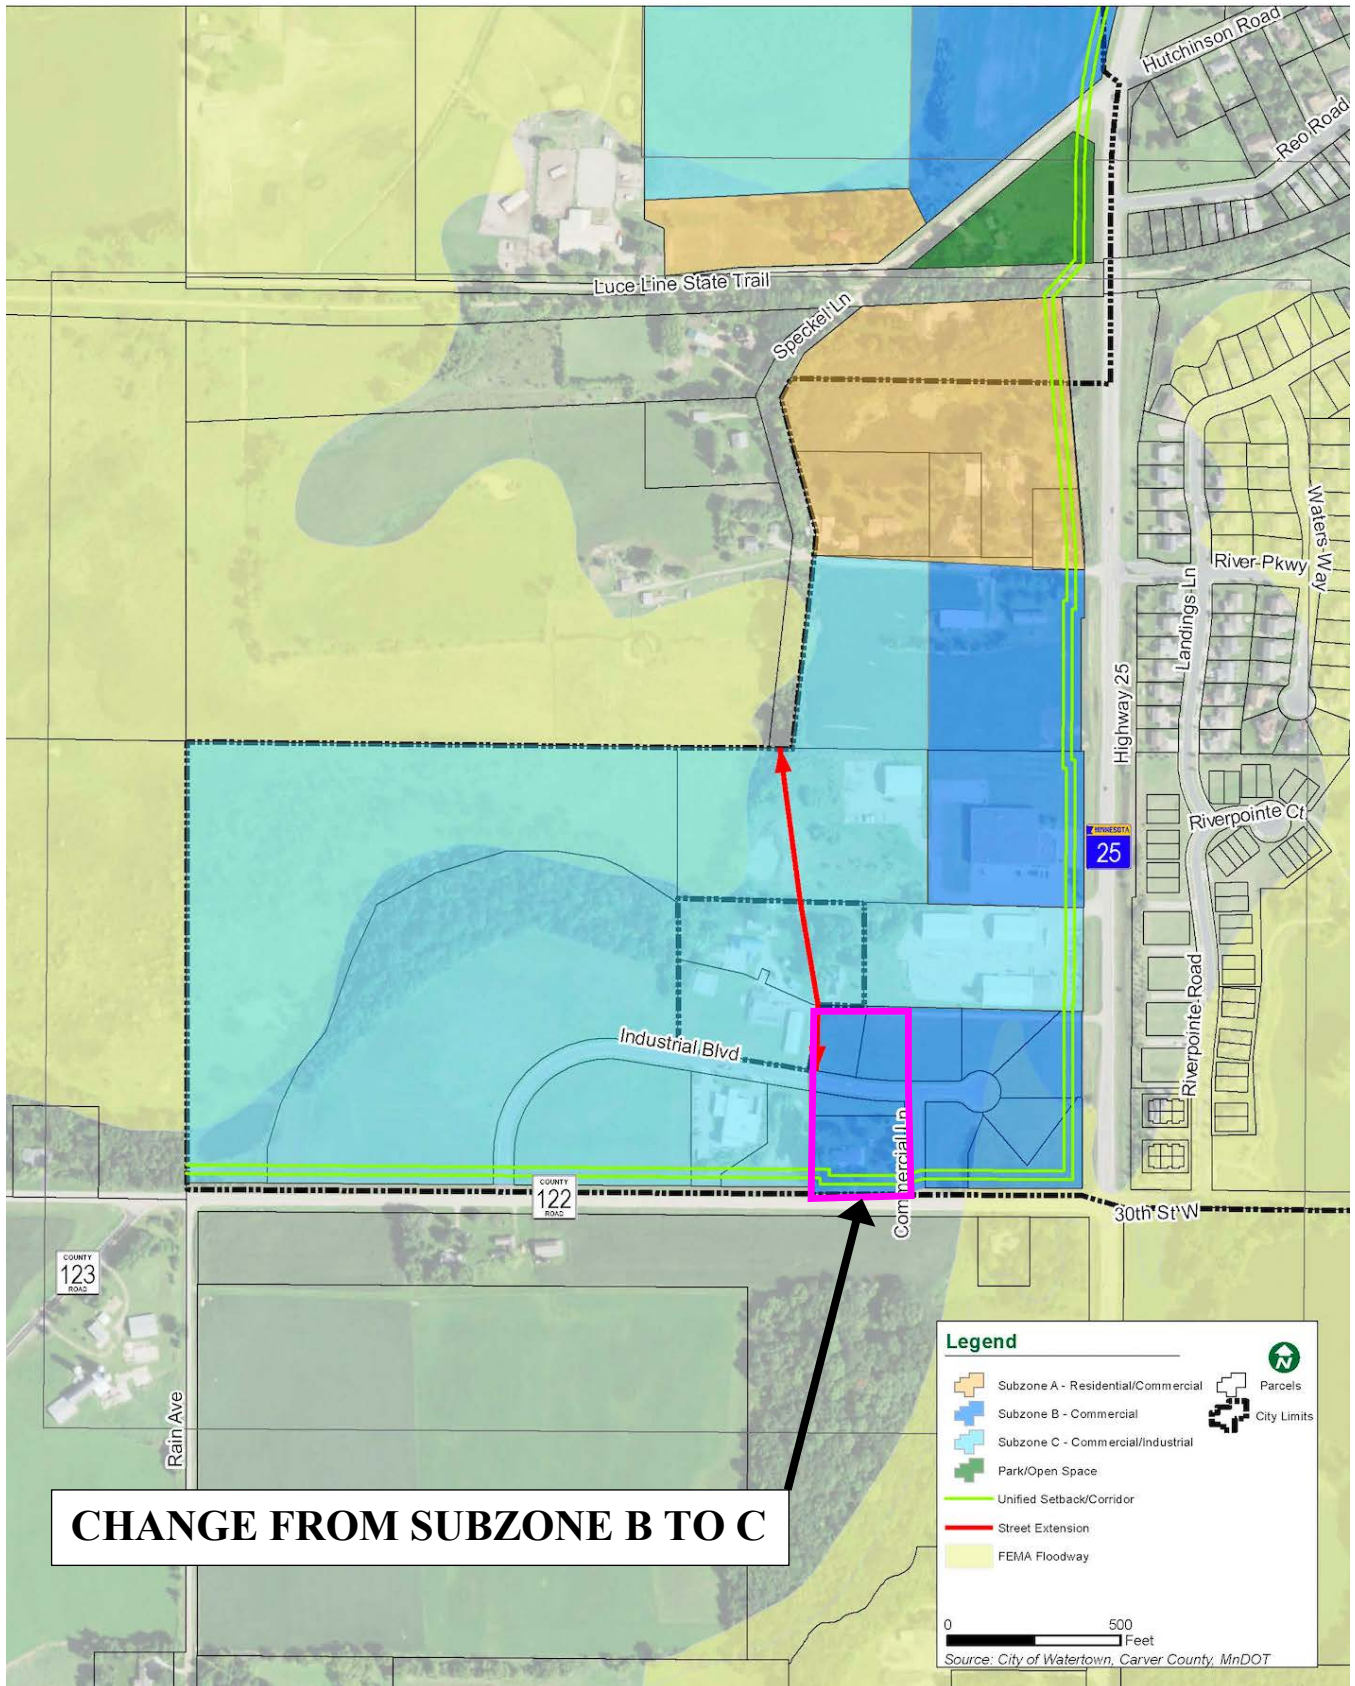 Hutchinson Road
Reo Road
Luce Line State Trail
Speckel Ln
Waters Way
River Pkwy
Landings Ln
Highway 25
MINNESOTA
25
Riverpointe Ct
Riverpointe Road
Industrial Blvd
Commercial Ln
COUNTY
122
ROAD
30th St W
COUNTY
123
ROAD
Rain Ave
CHANGE FROM SUBZONE B TO C
Legend
N
Subzone A - Residential/Commercial
Parcels
Subzone B - Commercial
City Limits
Subzone C - Commercial/Industrial
Park/Open Space
Unified Setback/Corridor
Street Extension
FEMA Floodway
0 500
Feet
Source: City of Watertown, Carver County, MnDOT